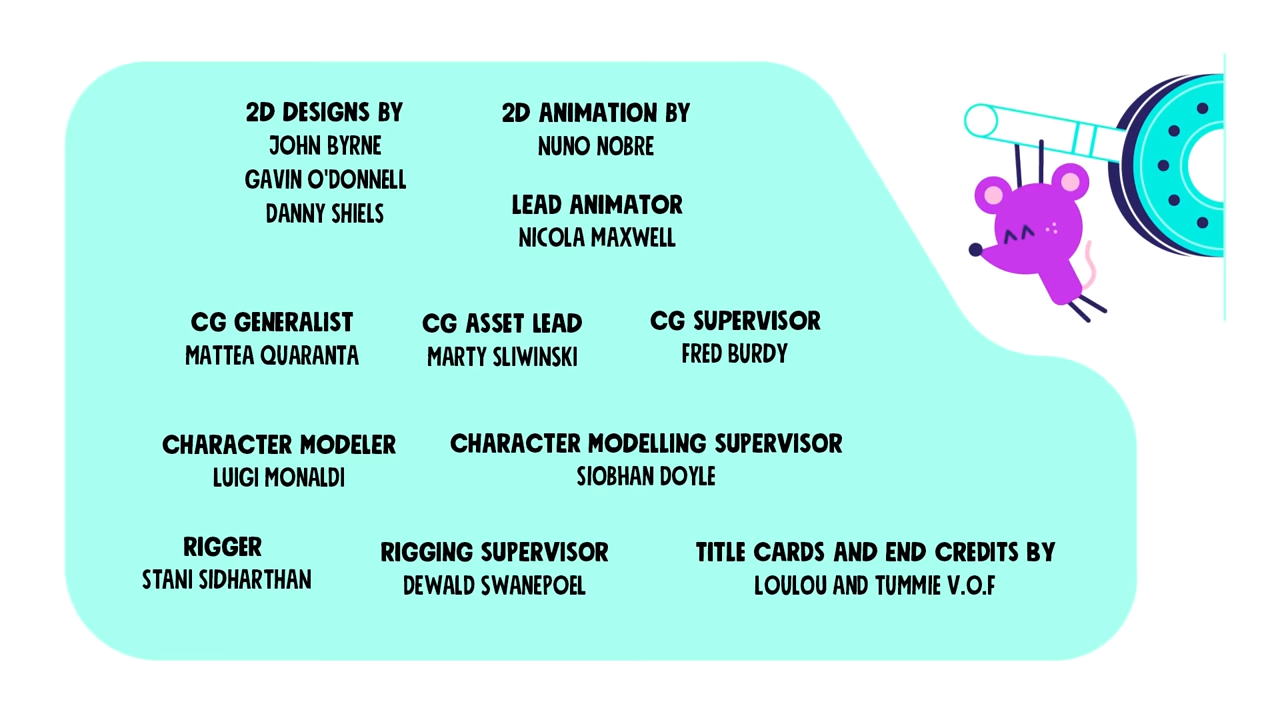 2D DESIGNS BY
JOHN BYRNE
GAVIN O'DONNELL
DANNY SHIELS
2D ANIMATION BY
NUNO NOBRE
LEAD ANIMATOR
NICOLA MAXWELL
CG GENERALIST
MATTEA QUARANTA
CG ASSET LEAD
MARTY SLIWINSKI
CG SUPERVISOR
FRED BURDY
CHARACTER MODELER
LUIGI MONALDI
CHARACTER MODELLING SUPERVISOR
SIOBHAN DOYLE
RIGGER
STANI SIDHARTHAN
RIGGING SUPERVISOR
DEWALD SWANEPOEL
TITLE CARDS AND END CREDITS BY
LOULOU AND TUMMIE V.O.F